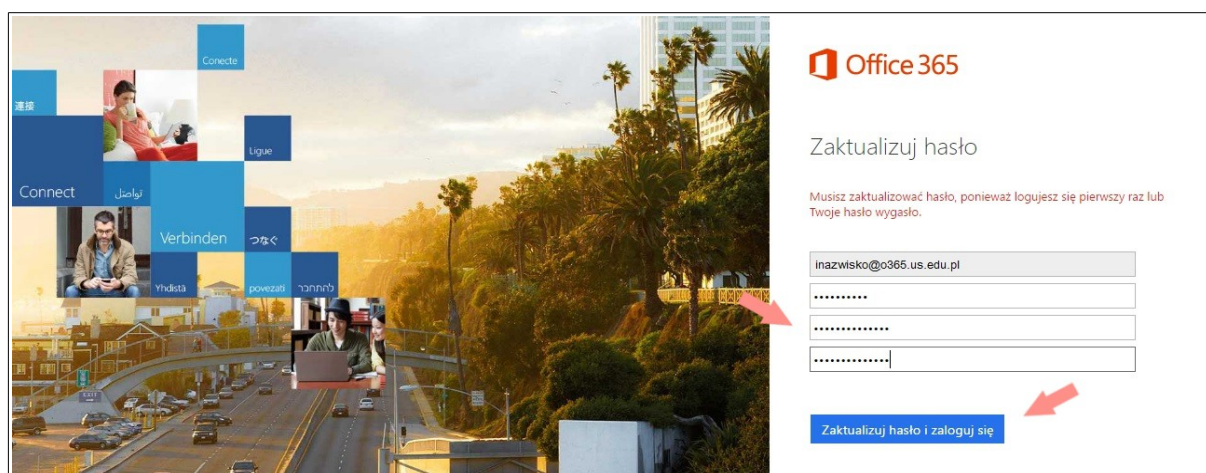 Conecte
連接
Ligue
Connect
تواصل
Verbinden
つなぐ
Yhdistä
povezati
להתחבר
EXIT
Office 365
Zaktualizuj hasło
Musisz zaktualizować hasło, ponieważ logujesz się pierwszy raz lub
Twoje hasło wygasło.
inazwisko@o365.us.edu.pl
••••••••••
••••••••••••••
••••••••••••••
Zaktualizuj hasło i zaloguj się